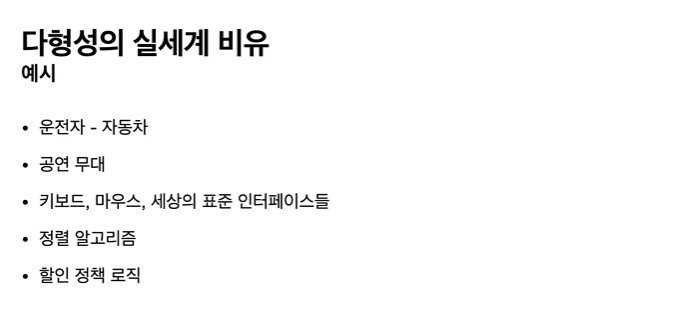 다형성의 실세계 비유
예시
• 운전자 - 자동차
• 공연 무대
• 키보드, 마우스, 세상의 표준 인터페이스들
• 정렬 알고리즘
• 할인 정책 로직